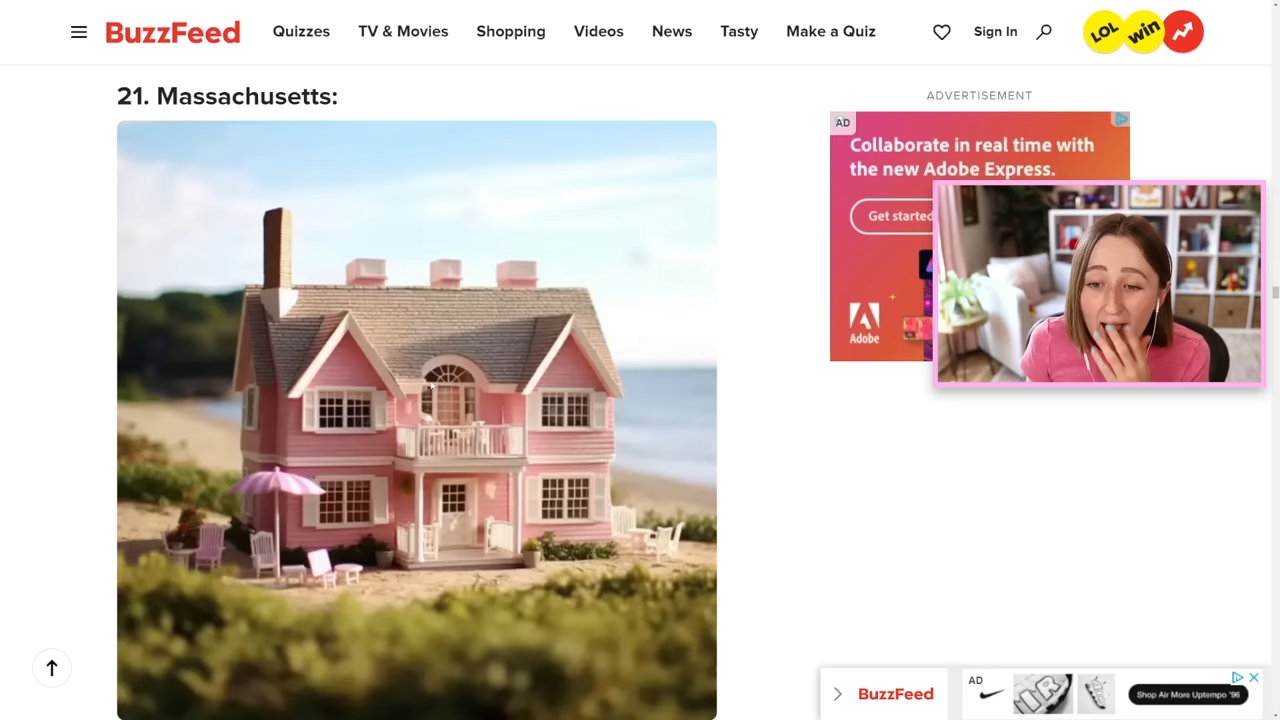 BuzzFeed
Quizzes
TV & Movies
Shopping
Videos
News
Tasty
Make a Quiz
Sign In
LOL
win
21. Massachusetts:
ADVERTISEMENT
AD
Collaborate in real time with
the new Adobe Express.
Get started
Adobe
BuzzFeed
AD
AIR
Shop Air More Uptempo '96